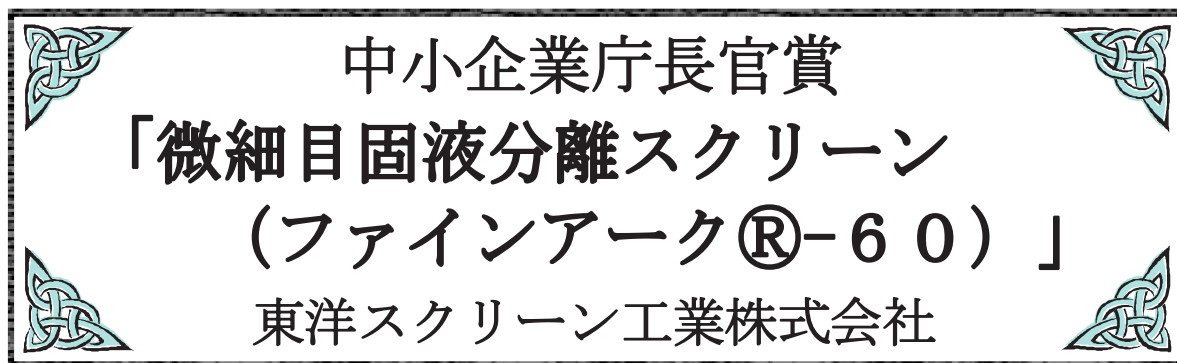 中小企業庁長官賞
「微細目固液分離スクリーン
（ファインアーク®-６０）」
東洋スクリーン工業株式会社